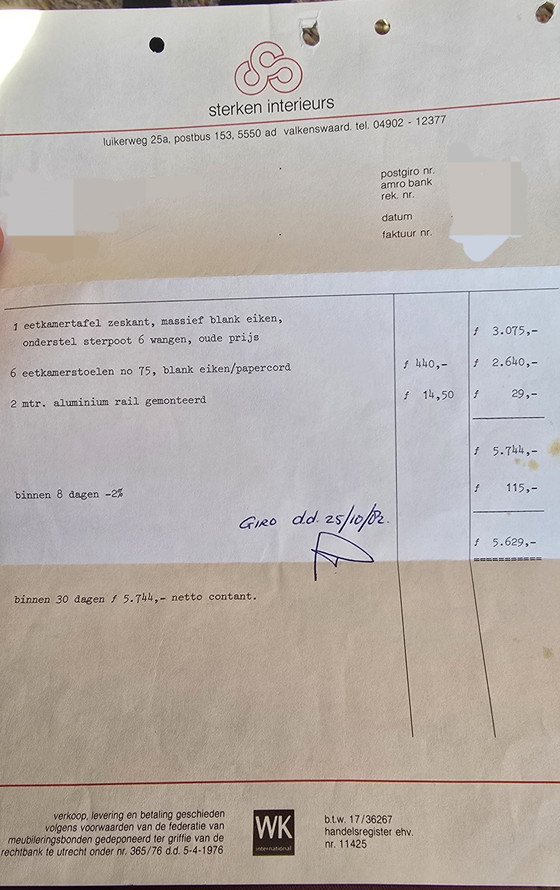 sterken interieurs
luikerweg 25a, postbus 153, 5550 ad valkenswaard. tel. 04902 - 12377
postgiro nr.
amro bank
rek. nr.
datum
faktuur nr.
1 eetkamertafel zeskant, massief blank eiken,
onderstel sterpoot 6 wangen, oude prijs ƒ 3.075,-
6 eetkamerstoelen no 75, blank eiken/papercord ƒ 440,- ƒ 2.640,-
2 mtr. aluminium rail gemonteerd ƒ 14,50 ƒ 29,-
ƒ 5.744,-
binnen 8 dagen -2% ƒ 115,-
GIRO d.d. 25/10/82.
ƒ 5.629,-
binnen 30 dagen ƒ 5.744,- netto contant.
verkoop, levering en betaling geschieden
volgens voorwaarden van de federatie van
meubileringsbonden gedeponeerd ter griffie van de
rechtbank te utrecht onder nr. 365/76 d.d. 5-4-1976
WK
international
b.t.w. 17/36267
handelsregister ehv.
nr. 11425